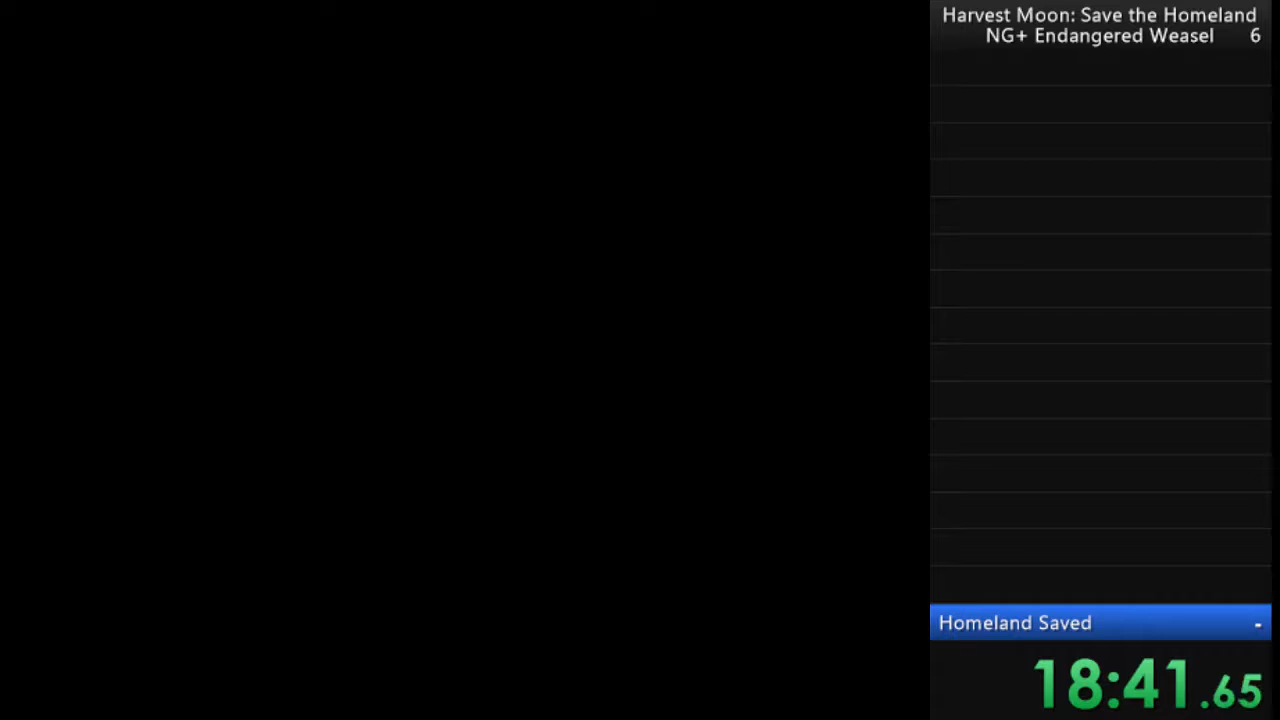 Harvest Moon: Save the Homeland
NG+ Endangered Weasel 6
Homeland Saved -
18:41.65